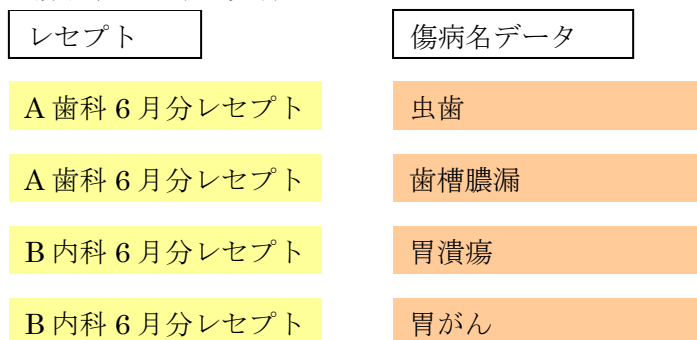 レセプト 傷病名データ
A 歯科 6 月分レセプト 虫歯
A 歯科 6 月分レセプト 歯槽膿漏
B 内科 6 月分レセプト 胃潰瘍
B 内科 6 月分レセプト 胃がん